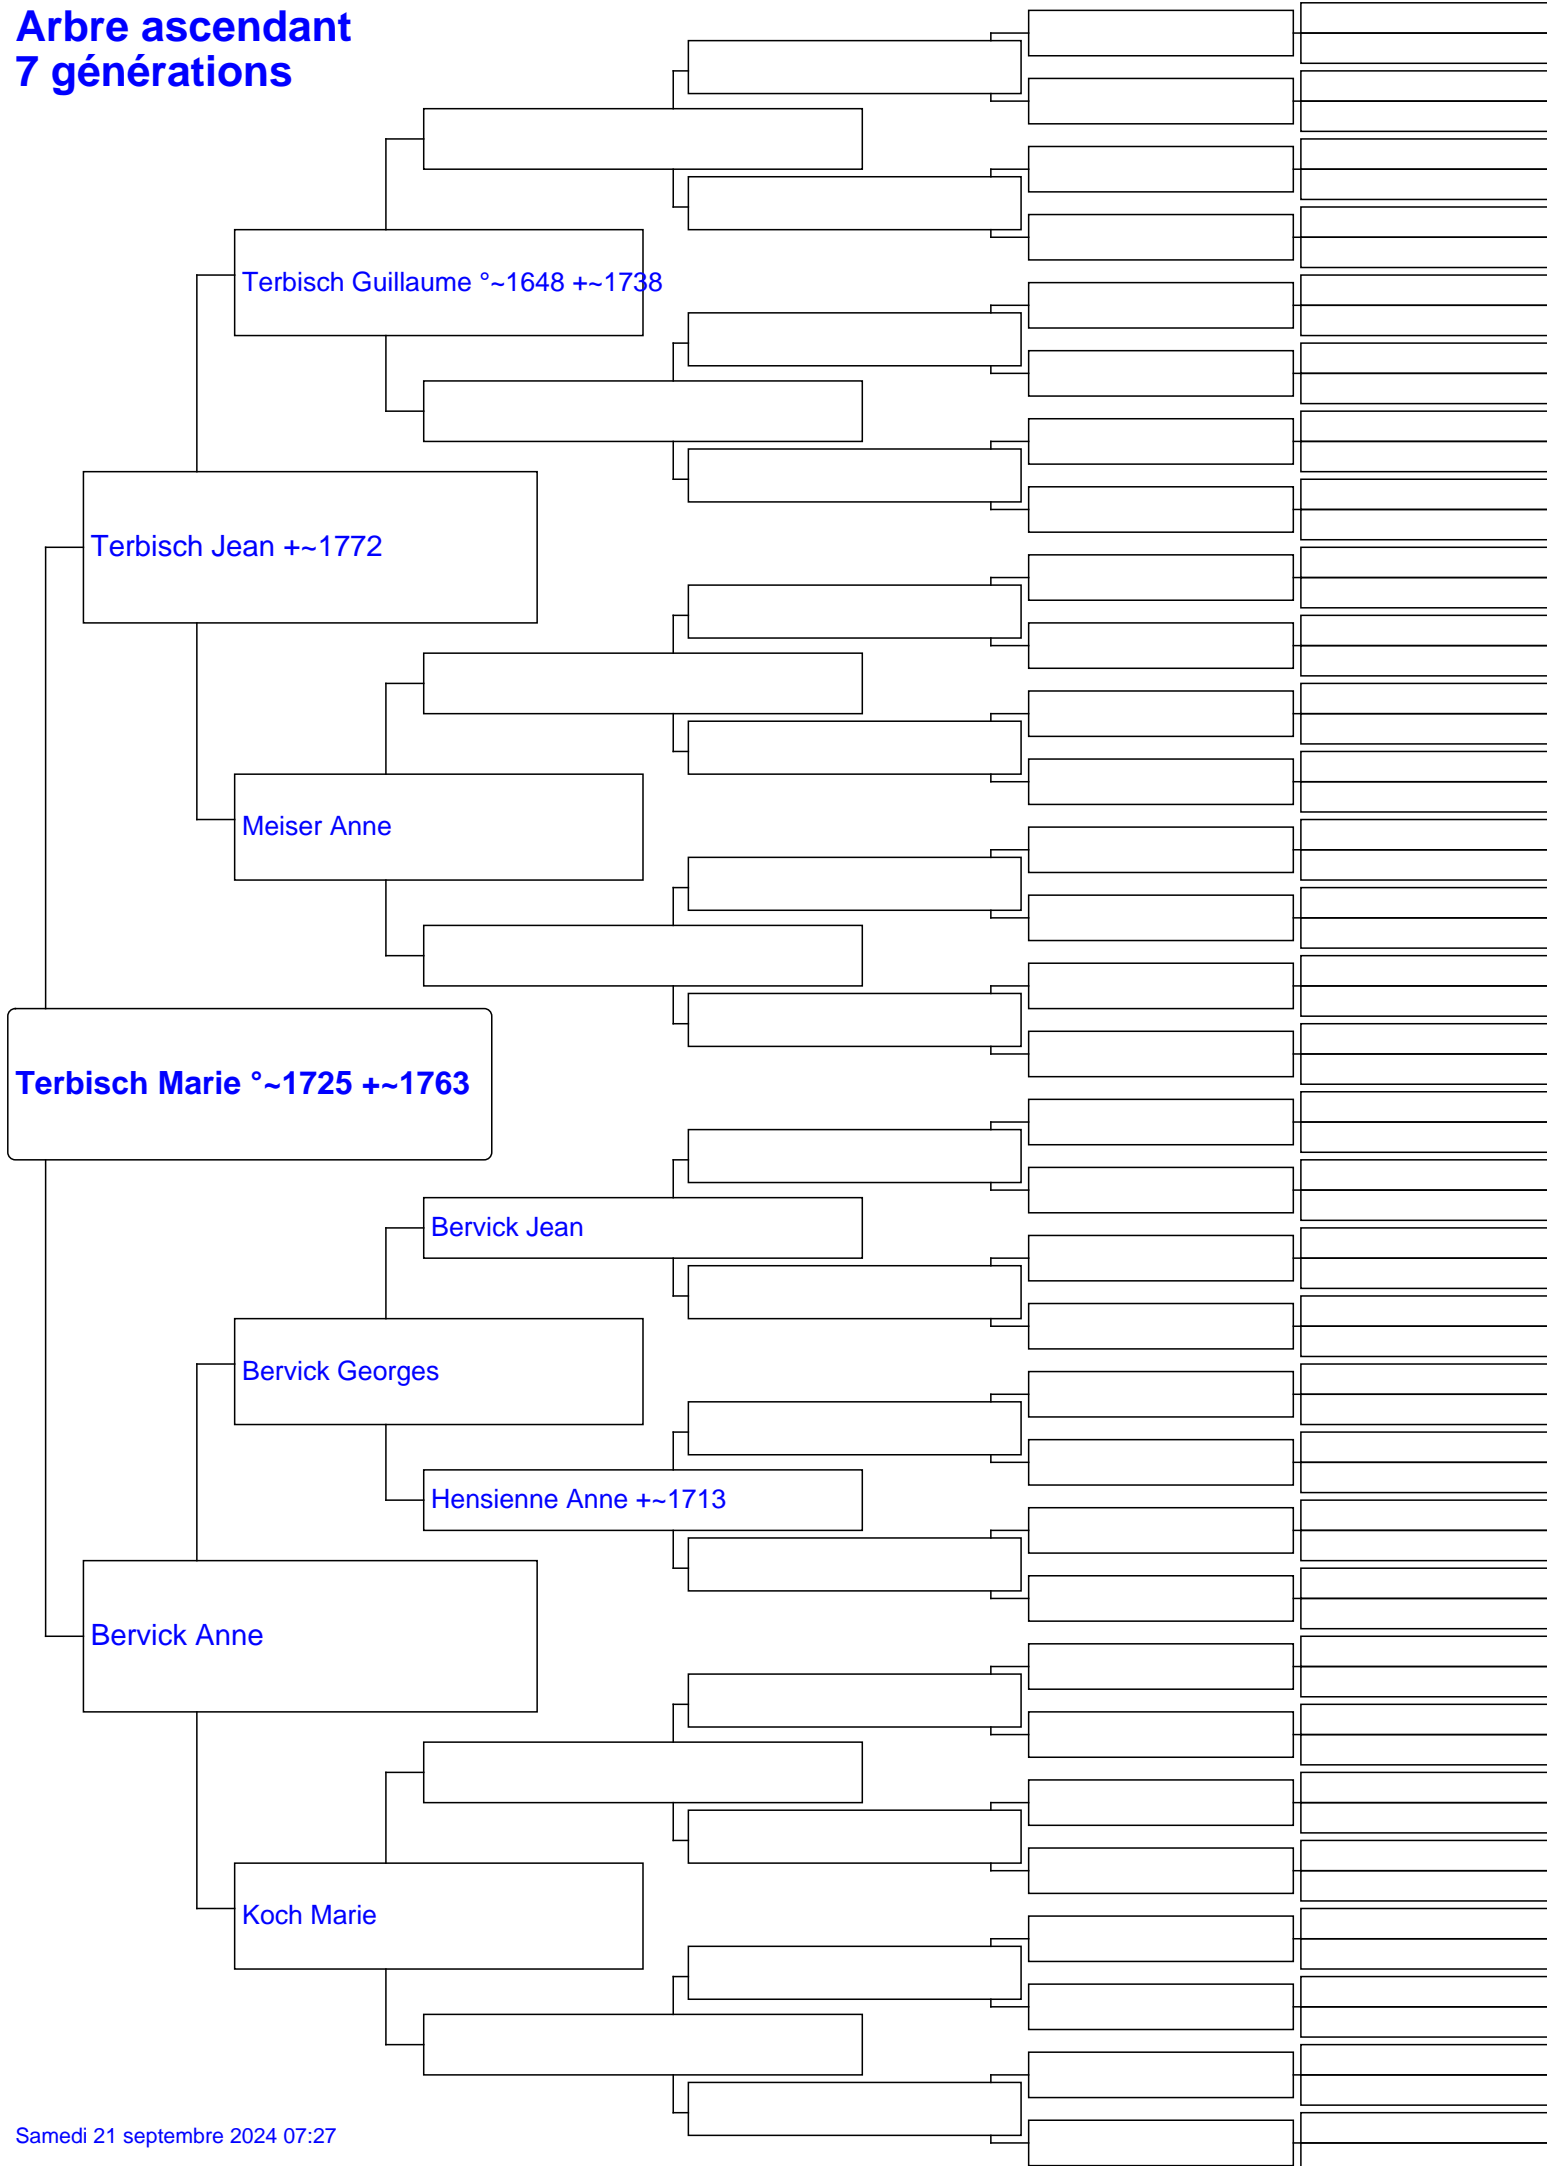 Arbre ascendant
7 générations
Terbisch Guillaume °~1648 +~1738
Terbisch Jean +~1772
Meiser Anne
Terbisch Marie °~1725 +~1763
Bervick Jean
Bervick Georges
Hensienne Anne +~1713
Bervick Anne
Koch Marie
Samedi 21 septembre 2024 07:27